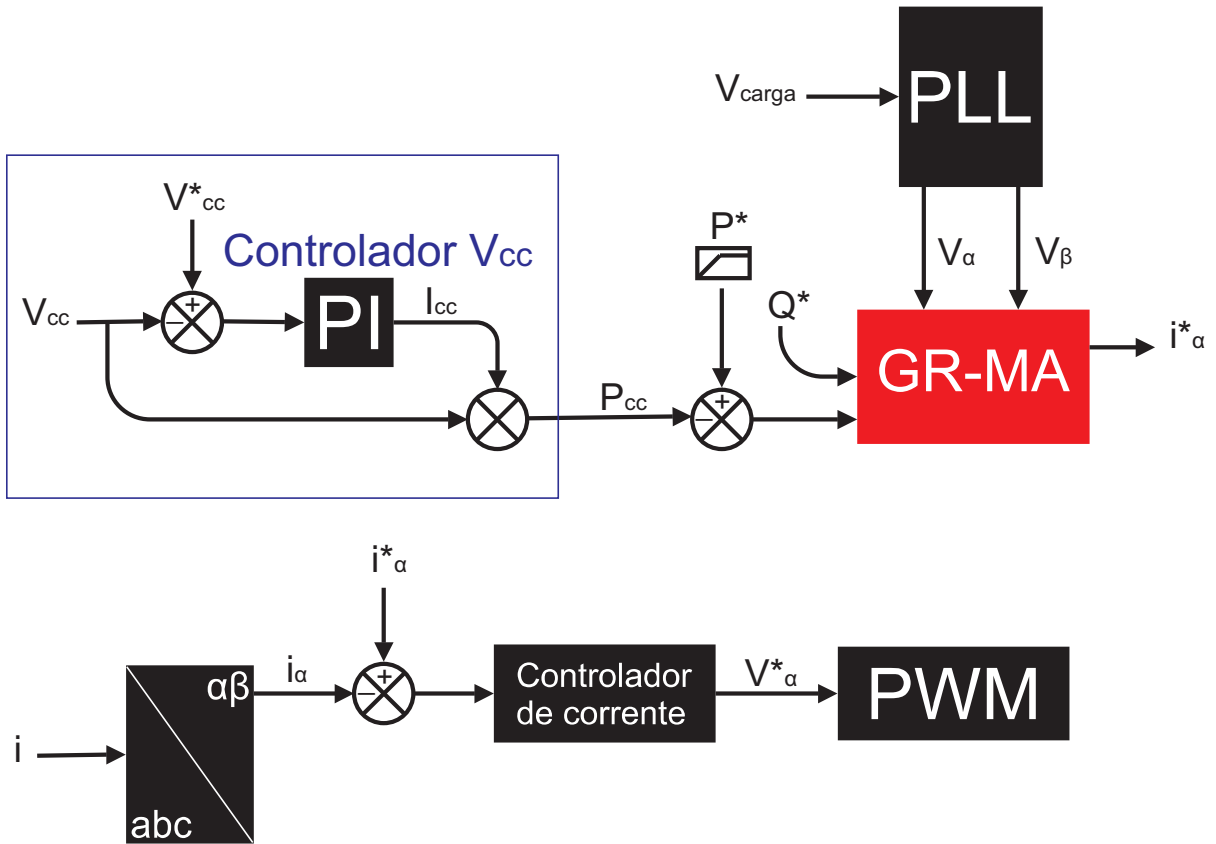 PLL
Vcarga
V*cc
Controlador Vcc
P*
Vα
Vβ
Vcc
+
−
PI
Icc
Q*
GR-MA
i*α
Pcc
+
−
i*α
αβ
iα
+
−
Controlador
de corrente
V*α
PWM
i
abc